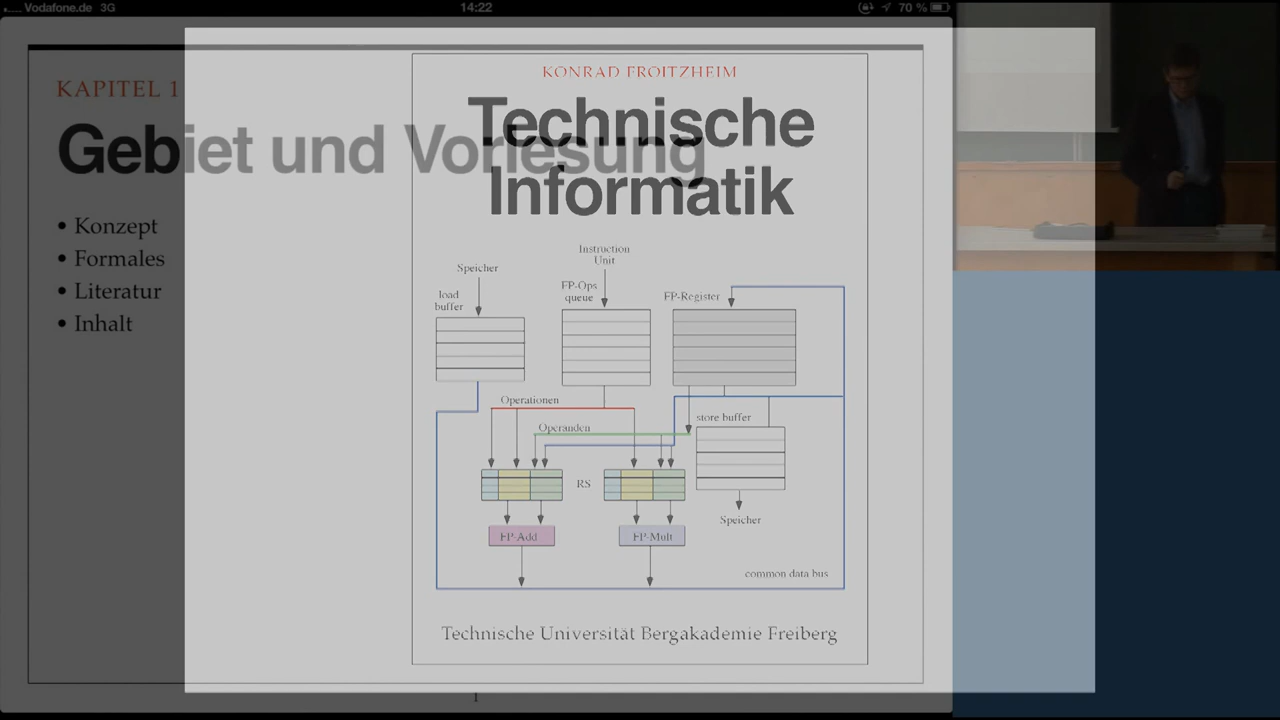 Vodafone.de 3G
14:22
70 %
KAPITEL 1
Gebiet und Vorlesung
• Konzept
• Formales
• Literatur
• Inhalt
1
KONRAD FROITZHEIM
Technische
Informatik
Instruction
Unit
Speicher
FP-Ops
queue
load
buffer
FP-Register
Operationen
store buffer
Operanden
RS
Speicher
FP-Add
FP-Mult
common data bus
Technische Universität Bergakademie Freiberg